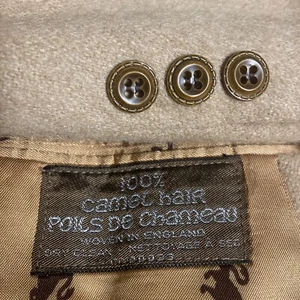 100%
camel hair
POILS DE chameau
WOVEN IN ENGLAND
DRY CLEAN NETTOYAGE A SEC